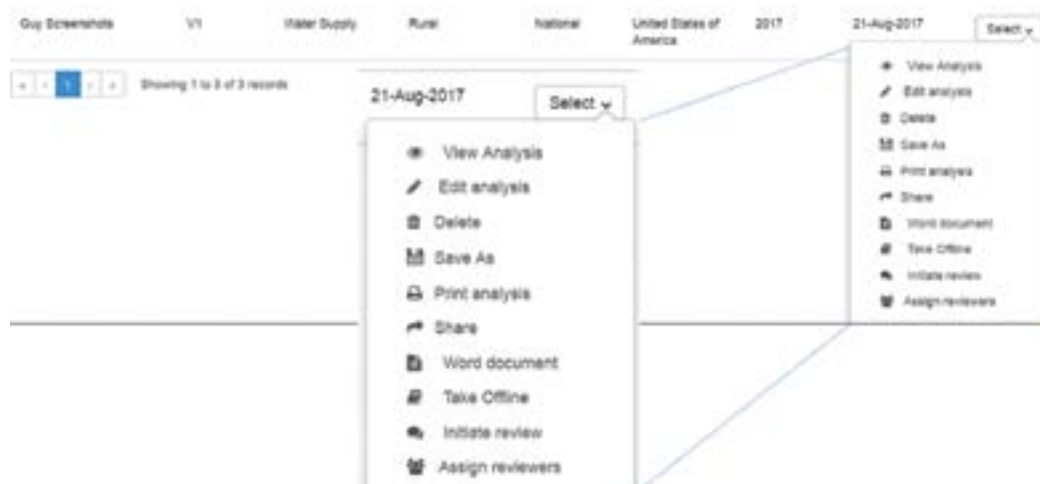 Guy Screenshots V1 Water Supply Rural National United States of America 2017 21-Aug-2017 Select
« ‹ 1 › » Showing 1 to 3 of 3 records
21-Aug-2017 Select
View Analysis
Edit analysis
Delete
Save As
Print analysis
Share
Word document
Take Offline
Initiate review
Assign reviewers
View Analysis
Edit analysis
Delete
Save As
Print analysis
Share
Word document
Take Offline
Initiate review
Assign reviewers